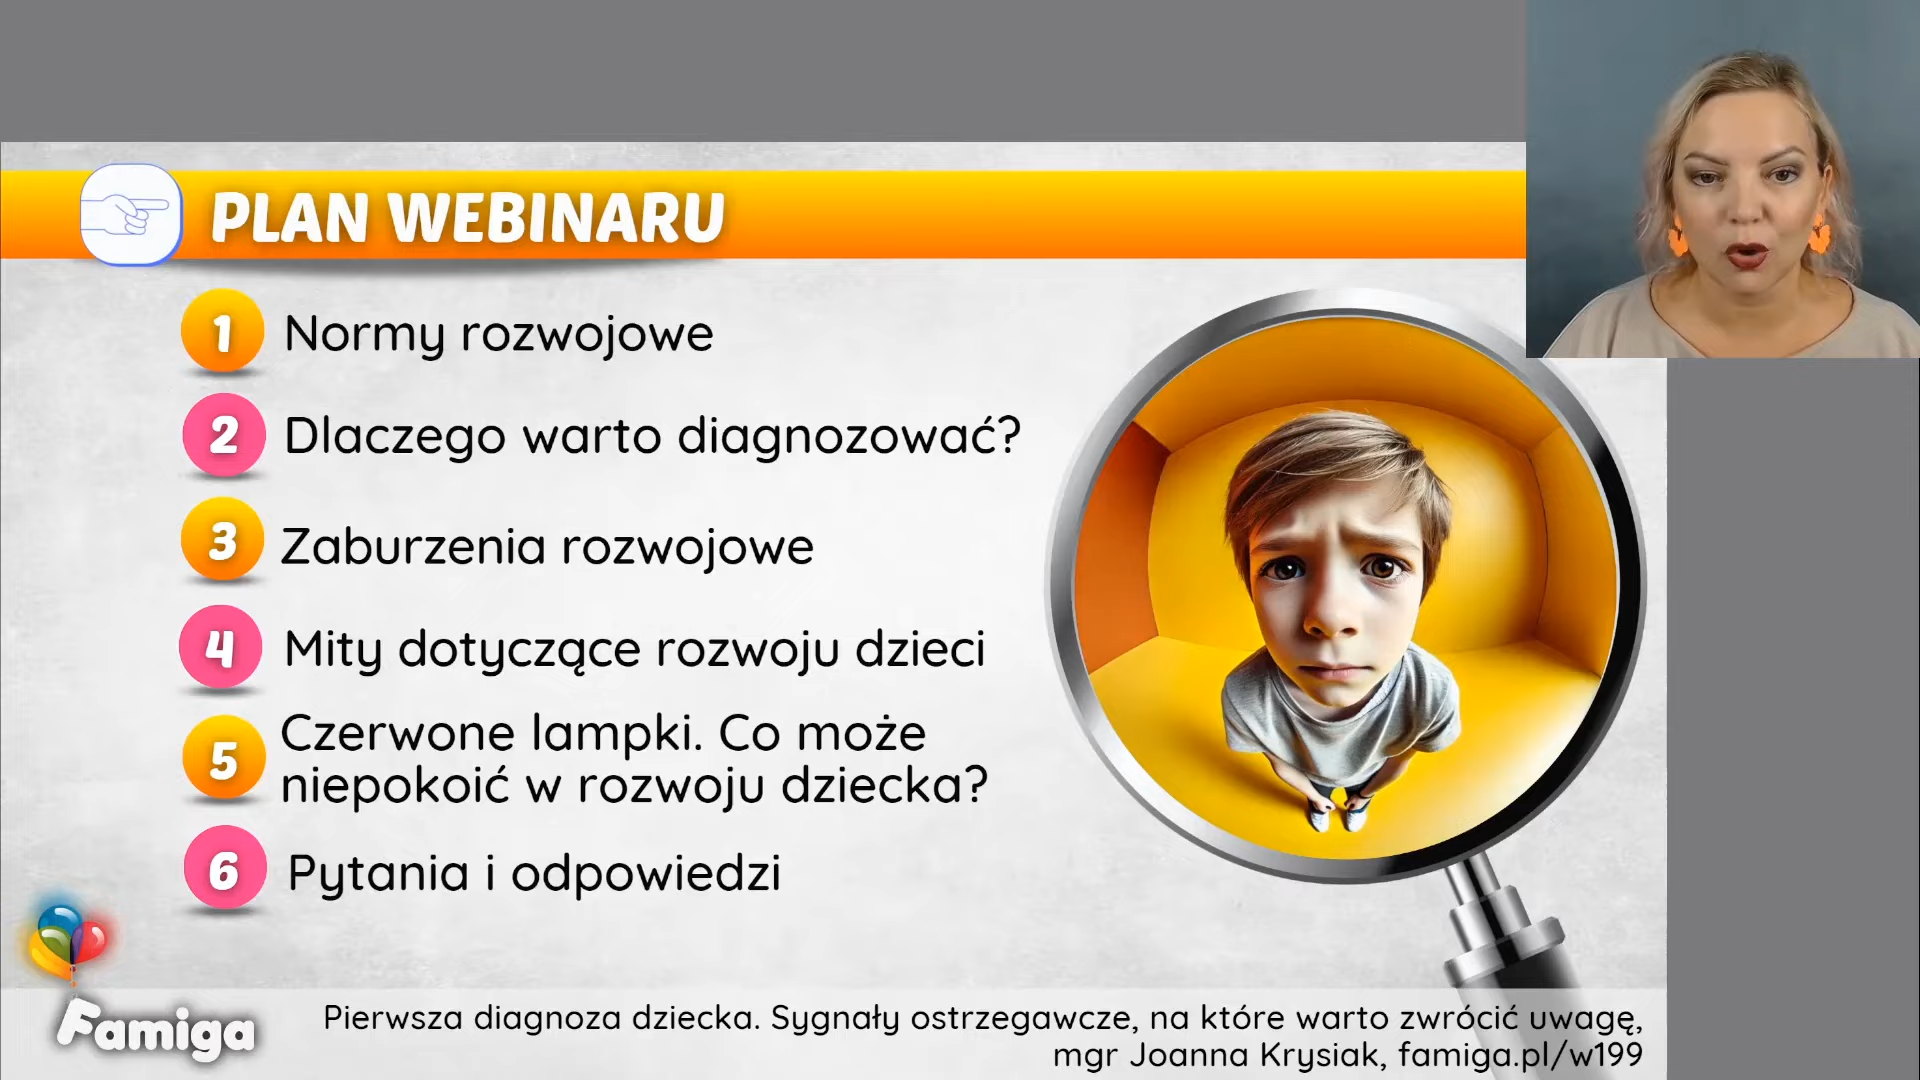 PLAN WEBINARU
1 Normy rozwojowe
2 Dlaczego warto diagnozować?
3 Zaburzenia rozwojowe
4 Mity dotyczące rozwoju dzieci
5 Czerwone lampki. Co może
niepokoić w rozwoju dziecka?
6 Pytania i odpowiedzi
Famiga
Pierwsza diagnoza dziecka. Sygnały ostrzegawcze, na które warto zwrócić uwagę,
mgr Joanna Krysiak, famiga.pl/w199